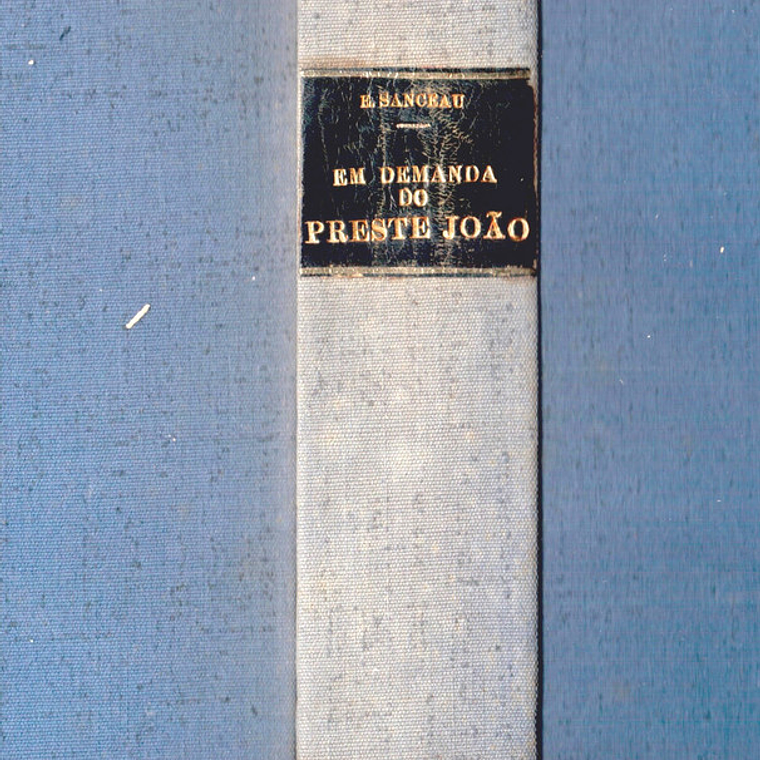 E. SANCEAU
EM DEMANDA
DO
PRESTE JOÃO